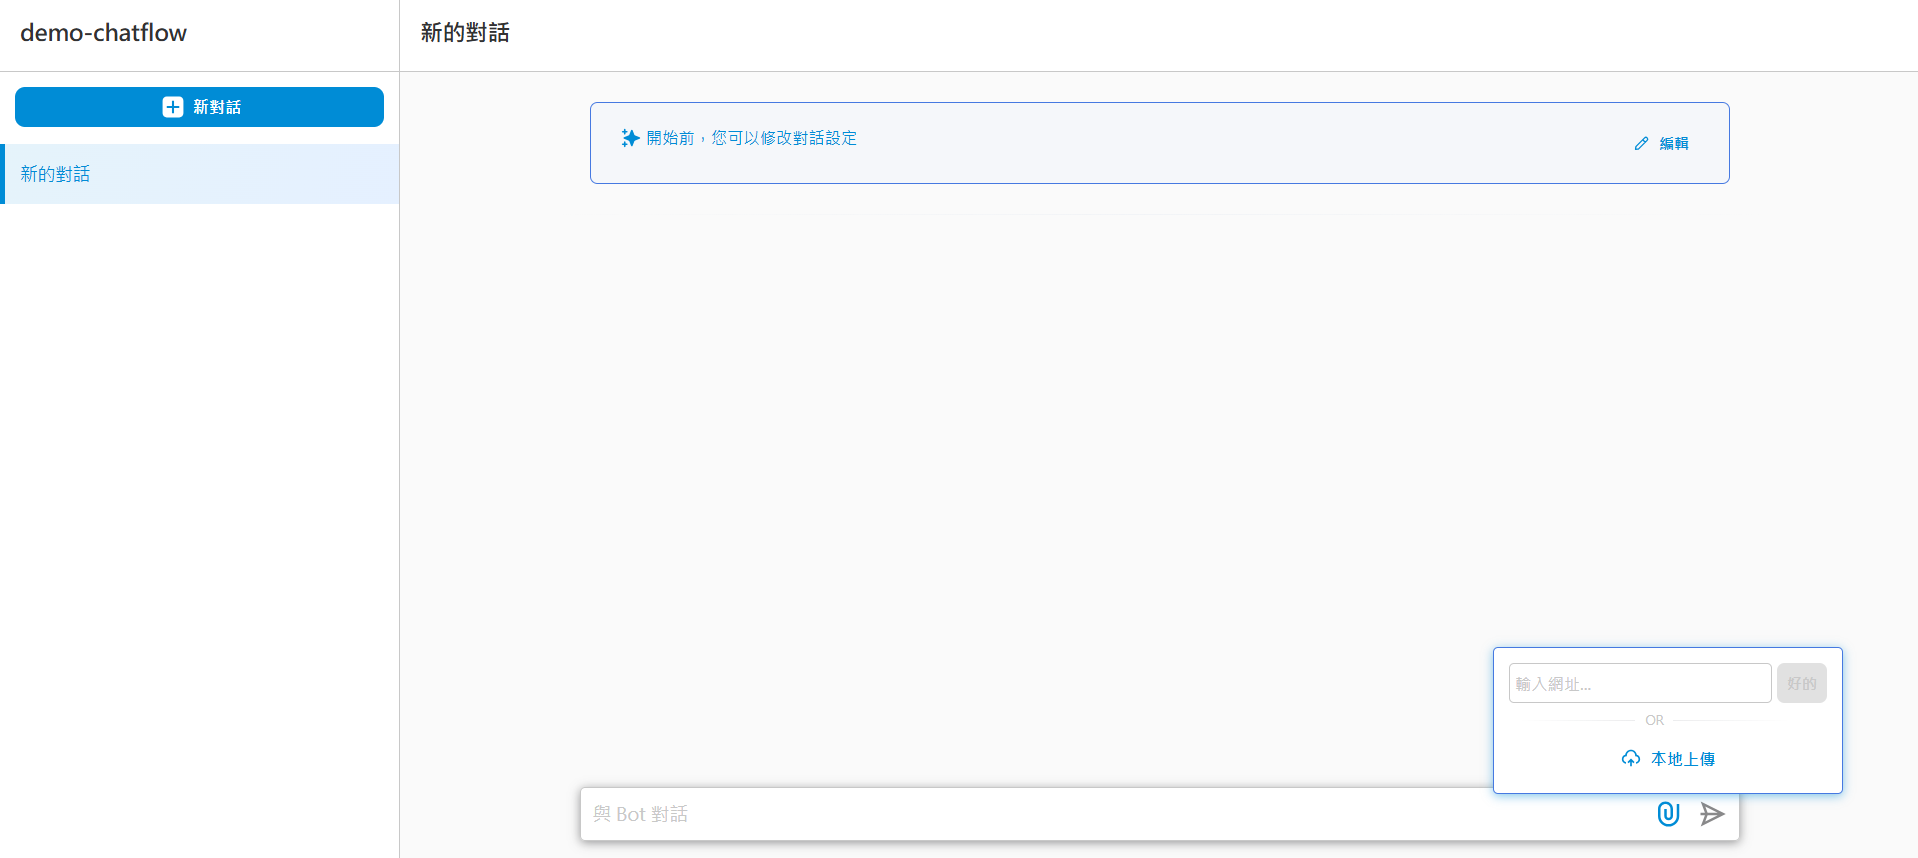 demo-chatflow
新對話
新的對話
新的對話
開始前，您可以修改對話設定
編輯
輸入網址...
好的
OR
本地上傳
與 Bot 對話